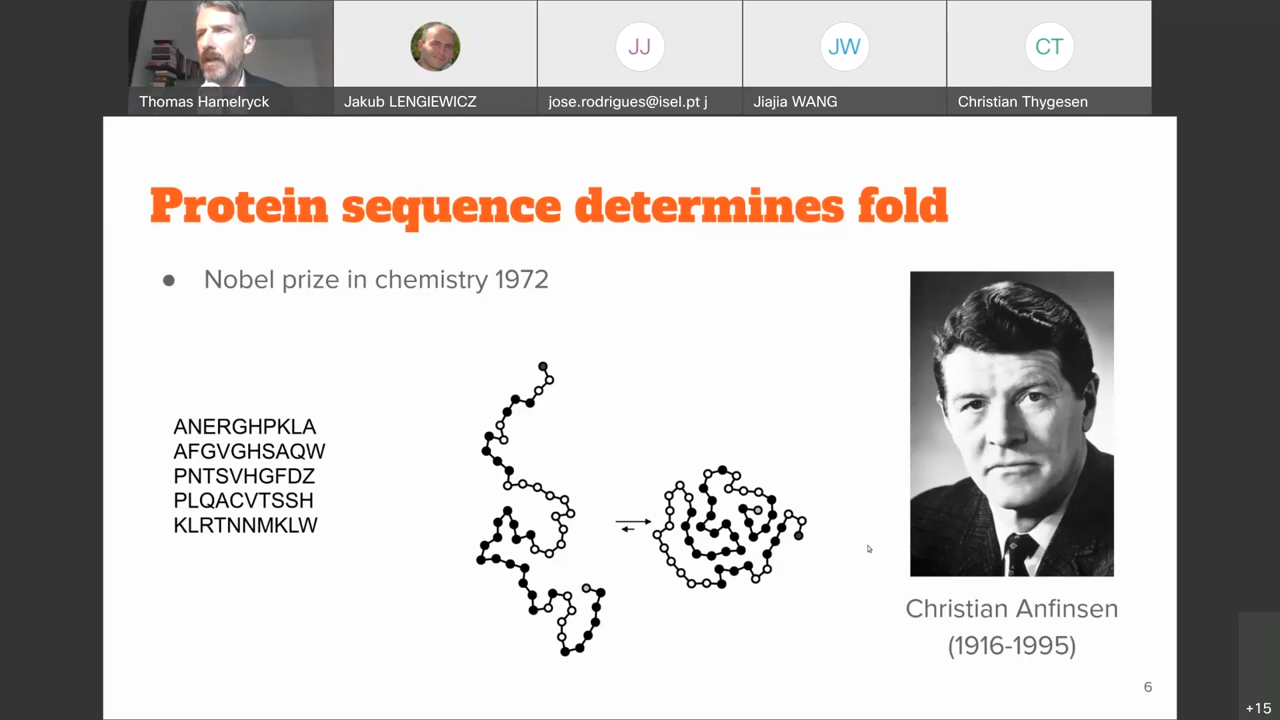 JJ
JW
CT
Thomas Hamelryck
Jakub LENGIEWICZ
jose.rodrigues@isel.pt j
Jiajia WANG
Christian Thygesen
Protein sequence determines fold
● Nobel prize in chemistry 1972
ANERGHPKLA
AFGVGHSAQW
PNTSVHGFDZ
PLQACVTSSH
KLRTNNMKLW
Christian Anfinsen
(1916-1995)
6
+15